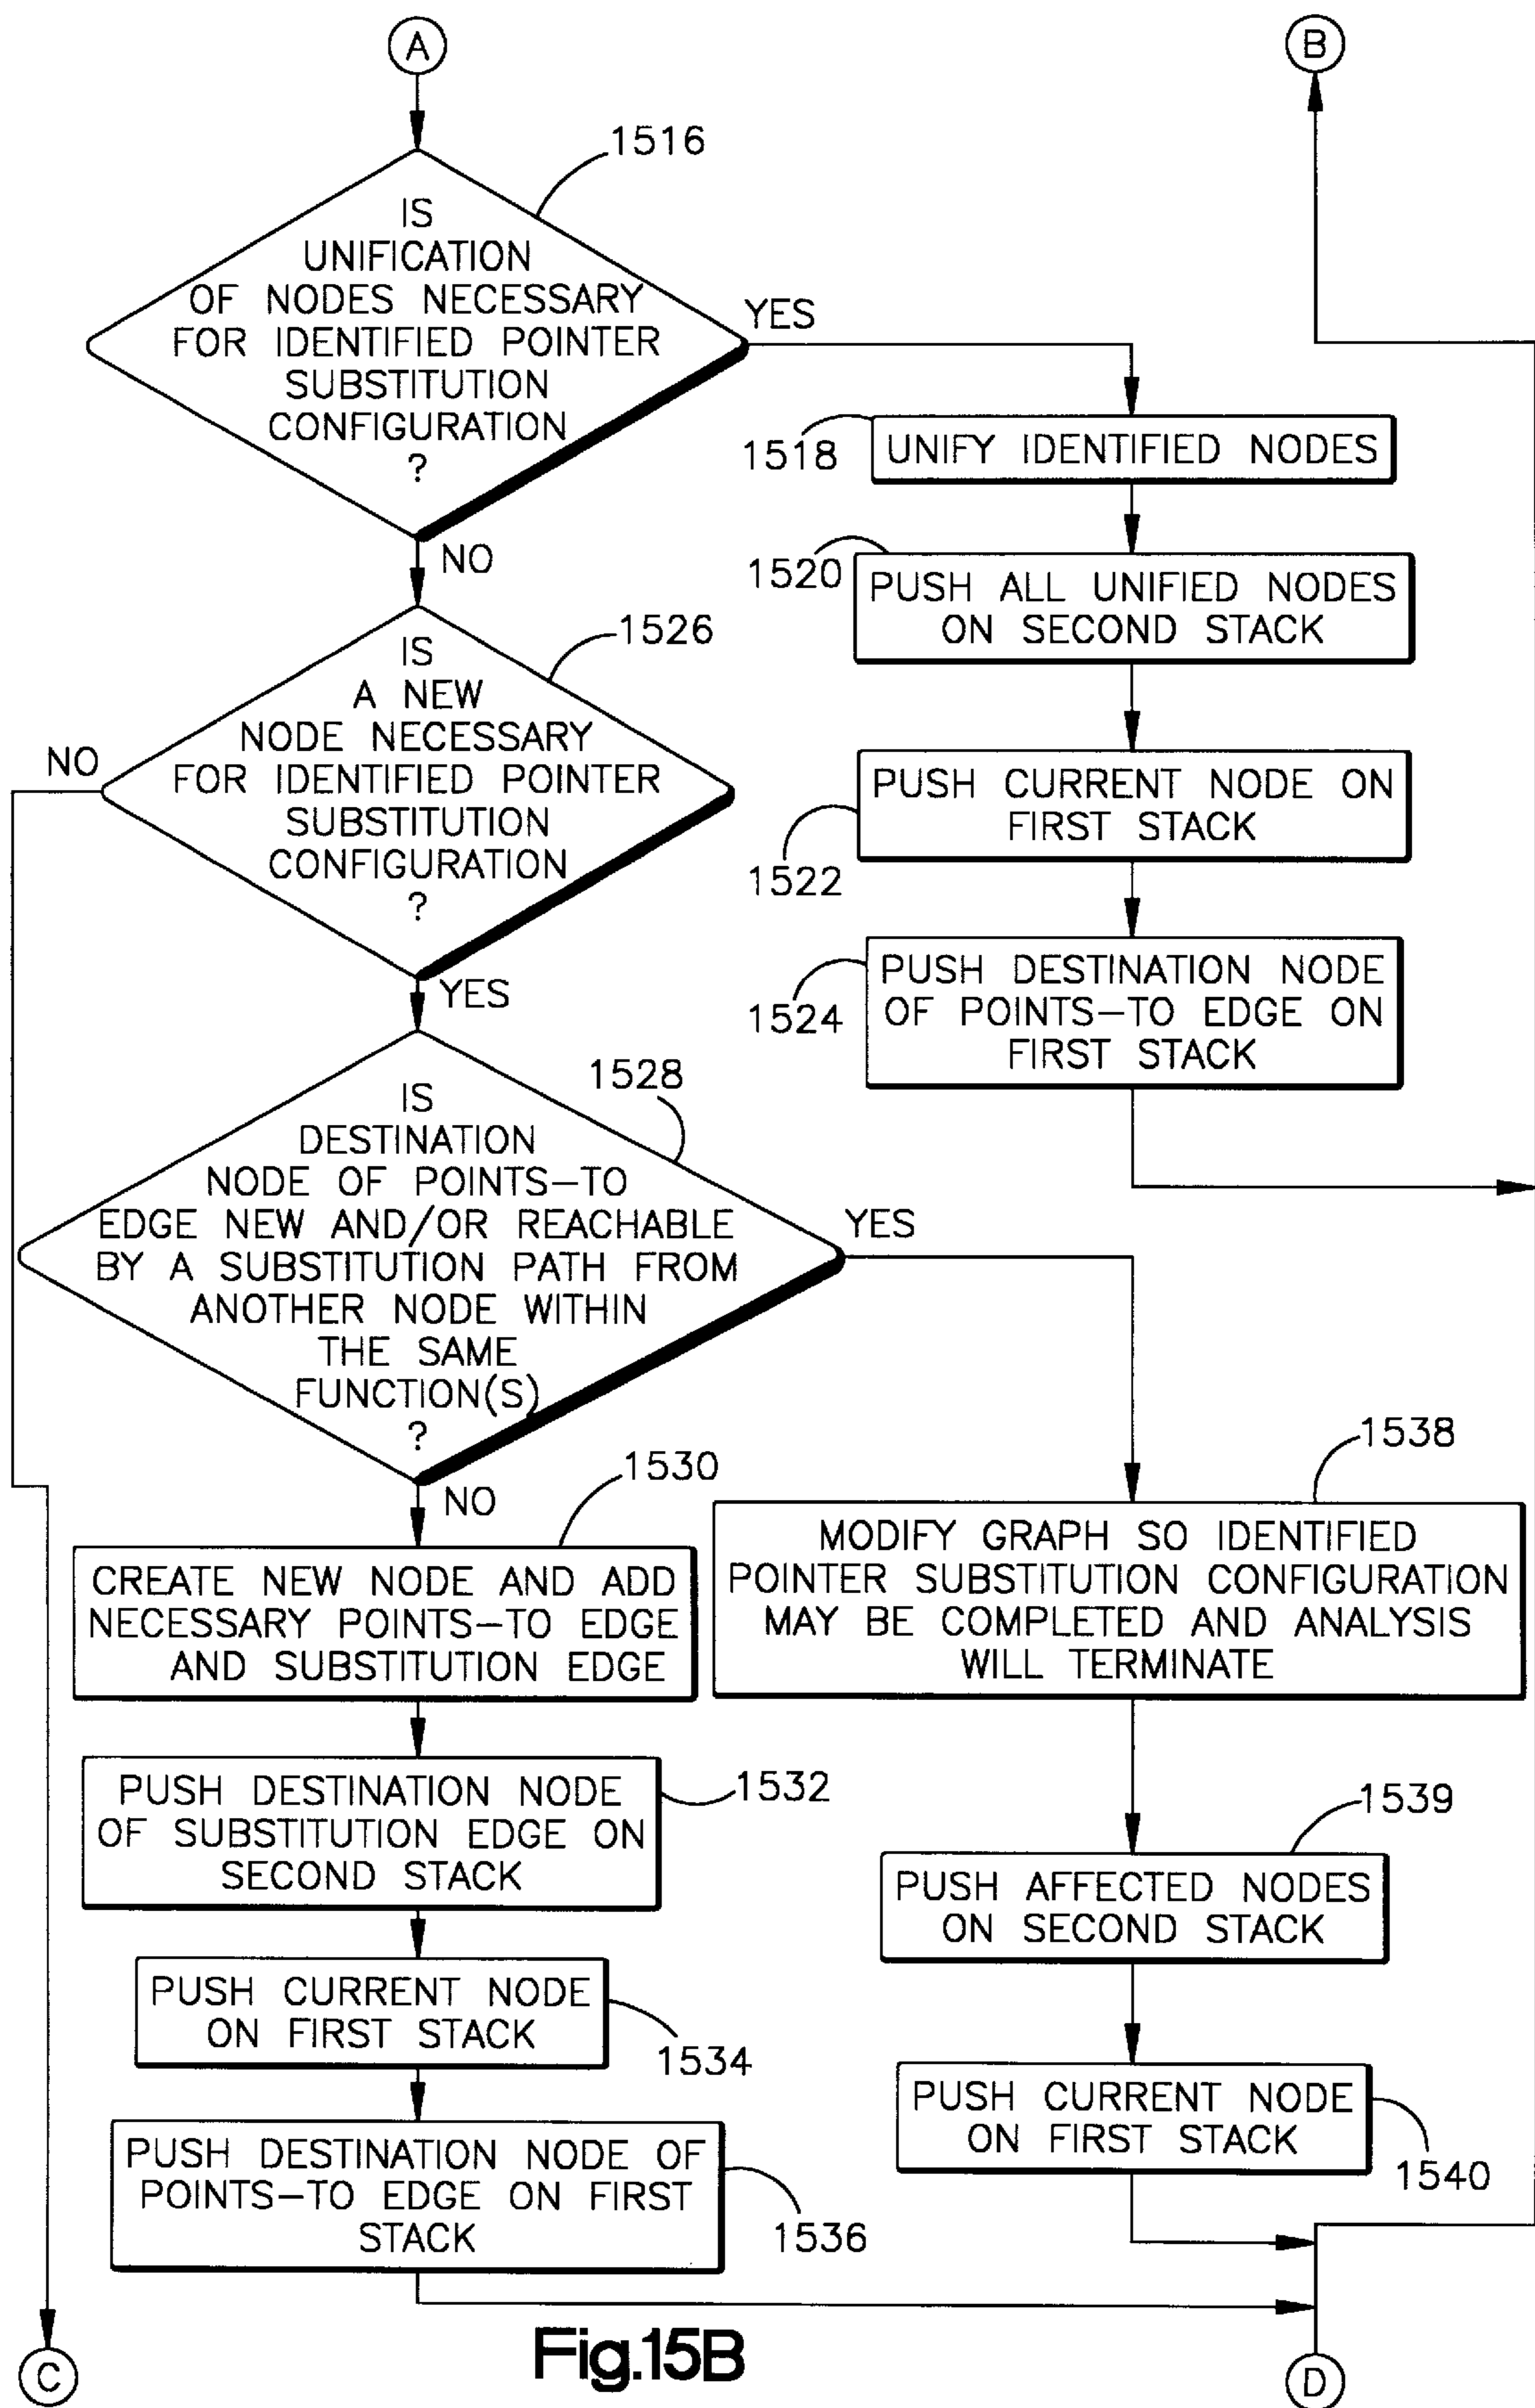 A
B
1516
IS
UNIFICATION
OF NODES NECESSARY
FOR IDENTIFIED POINTER
SUBSTITUTION
CONFIGURATION
?
YES
NO
1518
UNIFY IDENTIFIED NODES
1520
PUSH ALL UNIFIED NODES
ON SECOND STACK
1522
PUSH CURRENT NODE ON
FIRST STACK
1524
PUSH DESTINATION NODE
OF POINTS-TO EDGE ON
FIRST STACK
1526
IS
A NEW
NODE NECESSARY
FOR IDENTIFIED POINTER
SUBSTITUTION
CONFIGURATION
?
NO
YES
1528
IS
DESTINATION
NODE OF POINTS-TO
EDGE NEW AND/OR REACHABLE
BY A SUBSTITUTION PATH FROM
ANOTHER NODE WITHIN
THE SAME
FUNCTION(S)
?
YES
NO
1530
CREATE NEW NODE AND ADD
NECESSARY POINTS-TO EDGE
AND SUBSTITUTION EDGE
1532
PUSH DESTINATION NODE
OF SUBSTITUTION EDGE ON
SECOND STACK
1534
PUSH CURRENT NODE
ON FIRST STACK
1536
PUSH DESTINATION NODE OF
POINTS-TO EDGE ON FIRST
STACK
1538
MODIFY GRAPH SO IDENTIFIED
POINTER SUBSTITUTION CONFIGURATION
MAY BE COMPLETED AND ANALYSIS
WILL TERMINATE
1539
PUSH AFFECTED NODES
ON SECOND STACK
1540
PUSH CURRENT NODE
ON FIRST STACK
C
Fig.15B
D